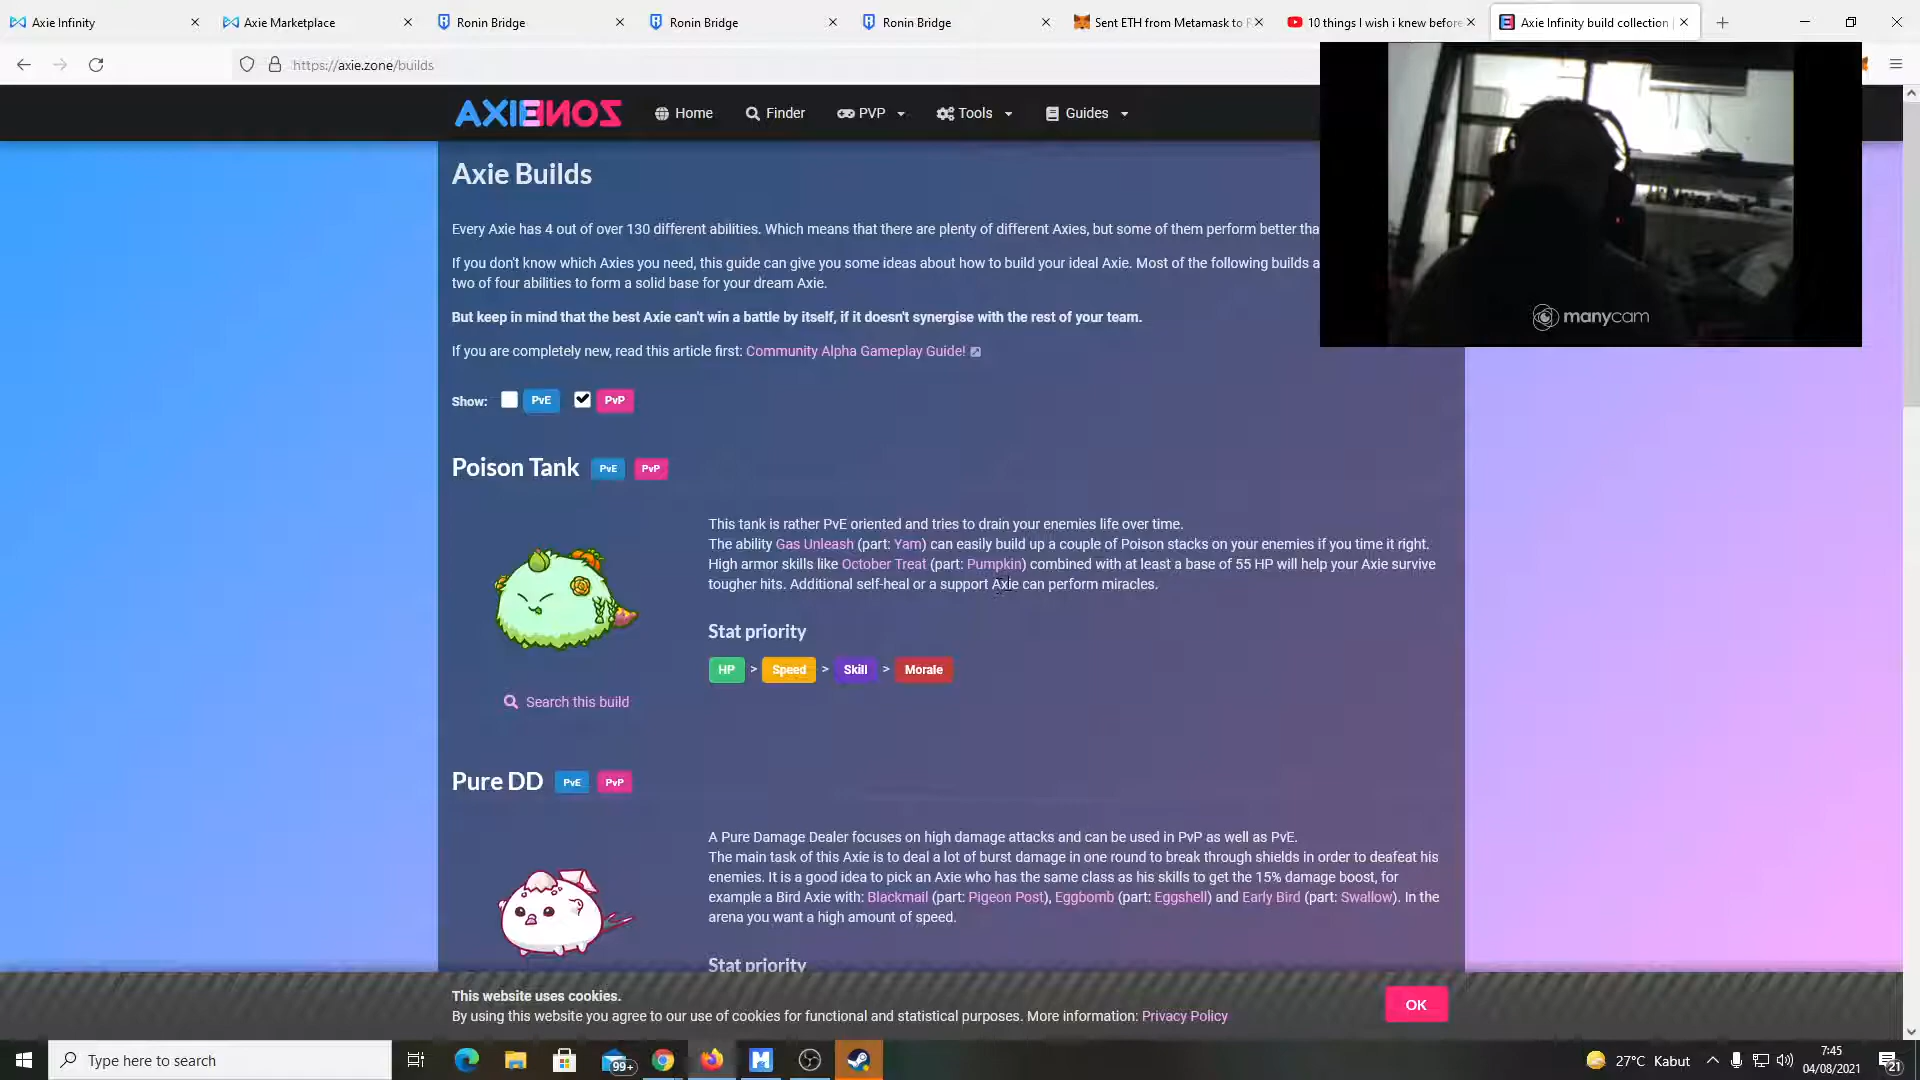 Axie Infinity
Axie Marketplace
Ronin Bridge
Ronin Bridge
Ronin Bridge
Sent ETH from Metamask to R
10 things I wish i knew before
Axie Infinity build collection |
https://axie.zone/builds
AXIE ZONE
Home
Finder
PVP
Tools
Guides
Axie Builds
Every Axie has 4 out of over 130 different abilities. Which means that there are plenty of different Axies, but some of them perform better tha
If you don't know which Axies you need, this guide can give you some ideas about how to build your ideal Axie. Most of the following builds a
two of four abilities to form a solid base for your dream Axie.
But keep in mind that the best Axie can't win a battle by itself, if it doesn't synergise with the rest of your team.
If you are completely new, read this article first: Community Alpha Gameplay Guide!
Show: PvE PvP
manycam
Poison Tank PvE PvP
This tank is rather PvE oriented and tries to drain your enemies life over time.
The ability Gas Unleash (part: Yam) can easily build up a couple of Poison stacks on your enemies if you time it right.
High armor skills like October Treat (part: Pumpkin) combined with at least a base of 55 HP will help your Axie survive
tougher hits. Additional self-heal or a support Axie can perform miracles.
Stat priority
HP > Speed > Skill > Morale
Search this build
Pure DD PvE PvP
A Pure Damage Dealer focuses on high damage attacks and can be used in PvP as well as PvE.
The main task of this Axie is to deal a lot of burst damage in one round to break through shields in order to deafeat his
enemies. It is a good idea to pick an Axie who has the same class as his skills to get the 15% damage boost, for
example a Bird Axie with: Blackmail (part: Pigeon Post), Eggbomb (part: Eggshell) and Early Bird (part: Swallow). In the
arena you want a high amount of speed.
Stat priority
This website uses cookies.
By using this website you agree to our use of cookies for functional and statistical purposes. More information: Privacy Policy
OK
Type here to search
99+
27°C Kabut
7:45
04/08/2021
21